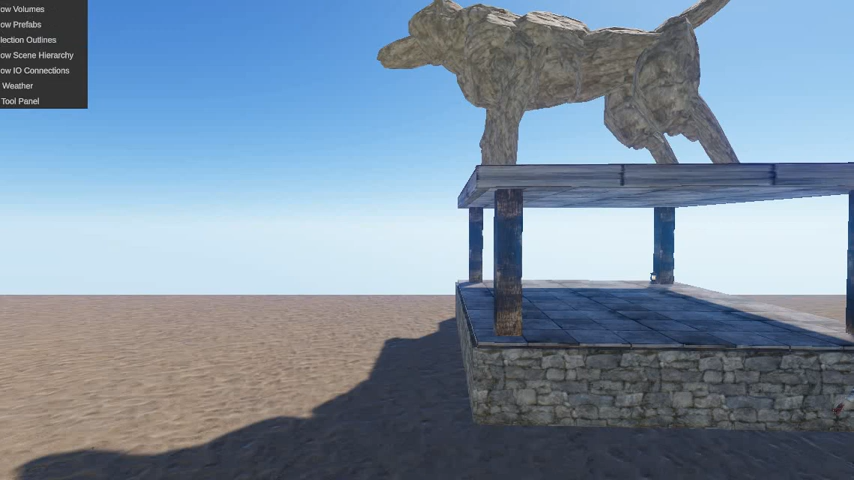 ow Volumes
ow Prefabs
lection Outlines
ow Scene Hierarchy
ow IO Connections
Weather
Tool Panel